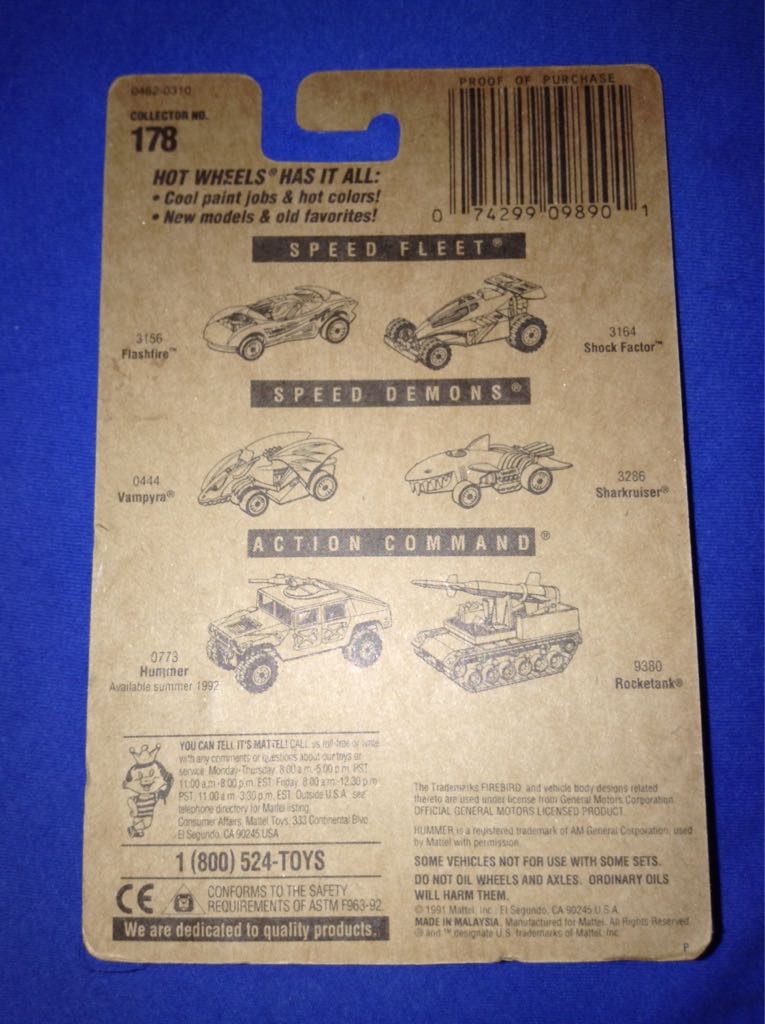 0462-0310
COLLECTOR NO.
178
PROOF OF PURCHASE
0 74299 09890 1
HOT WHEELS® HAS IT ALL:
• Cool paint jobs & hot colors!
• New models & old favorites!
SPEED FLEET®
3156
Flashfire™
3164
Shock Factor™
SPEED DEMONS®
0444
Vampyra®
3286
Sharkruiser®
ACTION COMMAND®
0773
Hummer
Available summer 1992
9380
Rocketank®
YOU CAN TELL IT'S MATTEL! CALL us toll-free or write
with any comments or questions about our toys or
service. Monday-Thursday 8:00 a.m.-5:00 p.m. PST,
11:00 a.m.-8:00 p.m. EST. Friday, 8:00 a.m.-12:30 p.m.
PST, 11:00 a.m. 3:30 p.m. EST. Outside U.S.A. see
telephone directory for Mattel listing.
Consumer Affairs, Mattel Toys, 333 Continental Blvd.
El Segundo, CA 90245 USA
1 (800) 524-TOYS
CE
CONFORMS TO THE SAFETY
REQUIREMENTS OF ASTM F963-92.
We are dedicated to quality products.
The Trademarks FIREBIRD and vehicle body designs related
thereto are used under license from General Motors Corporation.
OFFICIAL GENERAL MOTORS LICENSED PRODUCT.
HUMMER is a registered trademark of AM General Corporation, used
by Mattel with permission.
SOME VEHICLES NOT FOR USE WITH SOME SETS.
DO NOT OIL WHEELS AND AXLES. ORDINARY OILS
WILL HARM THEM.
© 1991 Mattel, Inc., El Segundo, CA 90245 U.S.A.
MADE IN MALAYSIA. Manufactured for Mattel. All Rights Reserved.
® and ™ designate U.S. trademarks of Mattel, Inc.
P